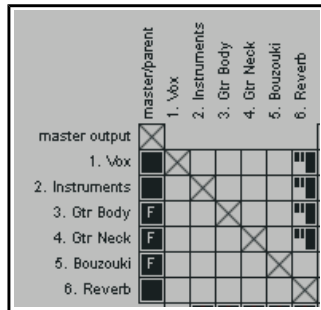 master/parent
1. Vox
2. Instruments
3. Gtr Body
4. Gtr Neck
5. Bouzouki
6. Reverb
master output
1. Vox
2. Instruments
3. Gtr Body
F
4. Gtr Neck
F
5. Bouzouki
F
6. Reverb